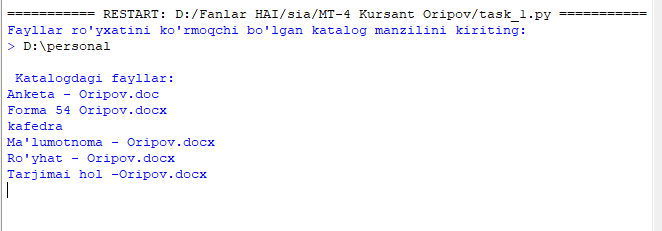 =========== RESTART: D:/Fanlar HAI/sia/MT-4 Kursant Oripov/task_1.py ===========
Fayllar ro'yxatini ko'rmoqchi bo'lgan katalog manzilini kiriting:
> D:\personal
Katalogdagi fayllar:
Anketa - Oripov.doc
Forma 54 Oripov.docx
kafedra
Ma'lumotnoma - Oripov.docx
Ro'yhat - Oripov.docx
Tarjimai hol -Oripov.docx